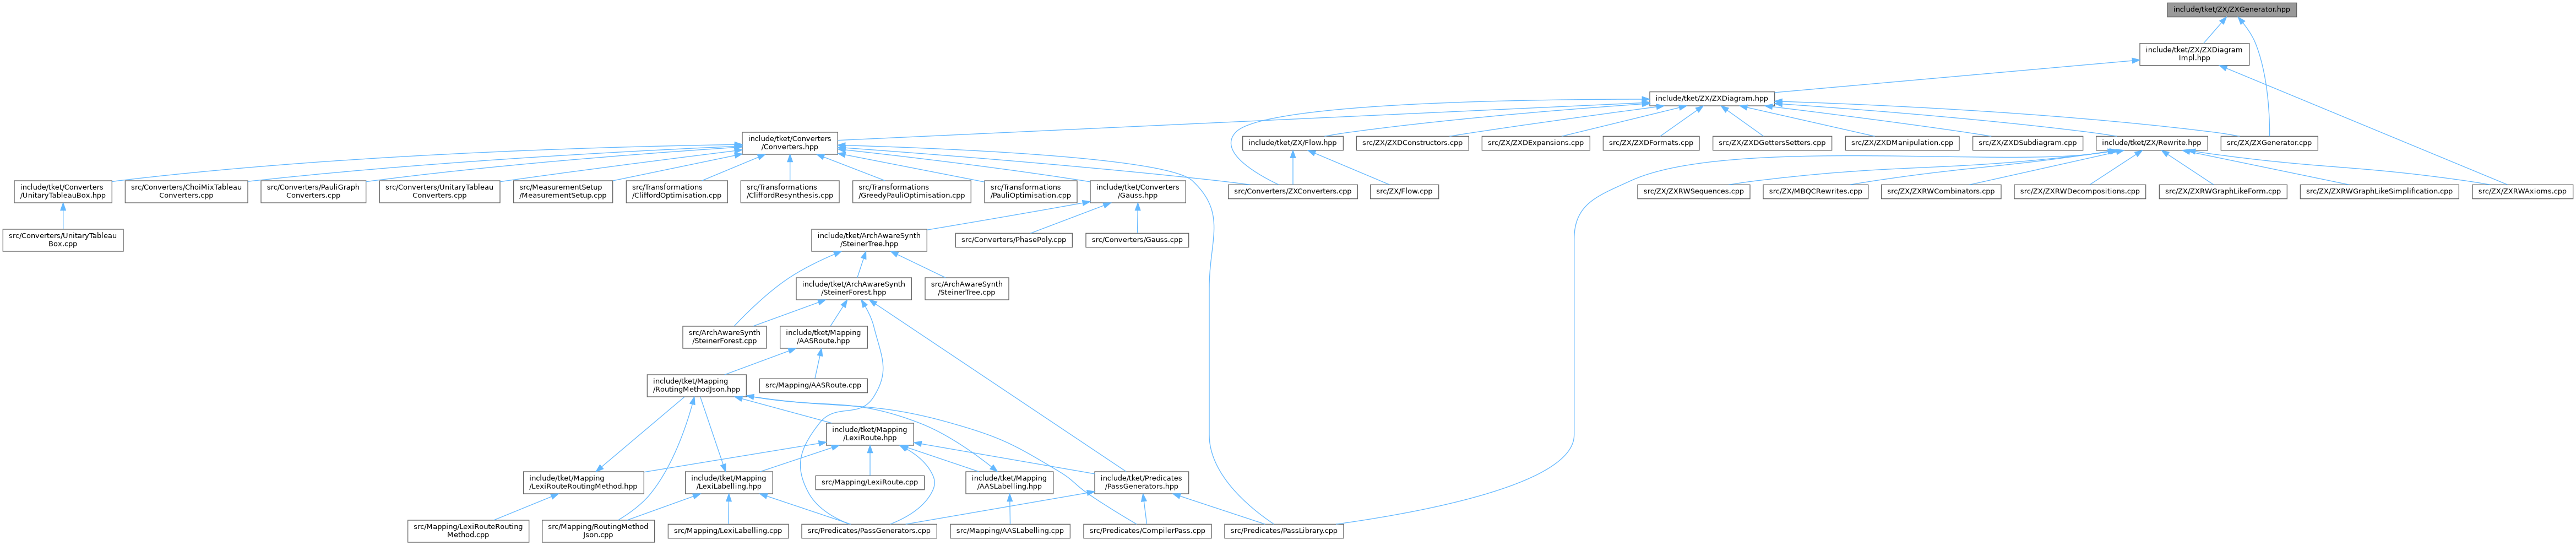 include/tket/ZX/ZXGenerator.hpp
include/tket/ZX/ZXDiagram
Impl.hpp
include/tket/ZX/ZXDiagram.hpp
include/tket/Converters
/Converters.hpp
include/tket/ZX/Flow.hpp
src/ZX/ZXDConstructors.cpp
src/ZX/ZXDExpansions.cpp
src/ZX/ZXDFormats.cpp
src/ZX/ZXDGettersSetters.cpp
src/ZX/ZXDManipulation.cpp
src/ZX/ZXDSubdiagram.cpp
include/tket/ZX/Rewrite.hpp
src/ZX/ZXGenerator.cpp
include/tket/Converters
/UnitaryTableauBox.hpp
src/Converters/ChoiMixTableau
Converters.cpp
src/Converters/PauliGraph
Converters.cpp
src/Converters/UnitaryTableau
Converters.cpp
src/MeasurementSetup
/MeasurementSetup.cpp
src/Transformations
/CliffordOptimisation.cpp
src/Transformations
/CliffordResynthesis.cpp
src/Transformations
/GreedyPauliOptimisation.cpp
src/Transformations
/PauliOptimisation.cpp
include/tket/Converters
/Gauss.hpp
src/Converters/ZXConverters.cpp
src/ZX/Flow.cpp
src/ZX/ZXRWSequences.cpp
src/ZX/MBQCRewrites.cpp
src/ZX/ZXRWCombinators.cpp
src/ZX/ZXRWDecompositions.cpp
src/ZX/ZXRWGraphLikeForm.cpp
src/ZX/ZXRWGraphLikeSimplification.cpp
src/ZX/ZXRWAxioms.cpp
src/Converters/UnitaryTableau
Box.cpp
include/tket/ArchAwareSynth
/SteinerTree.hpp
src/Converters/PhasePoly.cpp
src/Converters/Gauss.cpp
include/tket/ArchAwareSynth
/SteinerForest.hpp
src/ArchAwareSynth
/SteinerTree.cpp
src/ArchAwareSynth
/SteinerForest.cpp
include/tket/Mapping
/AASRoute.hpp
include/tket/Mapping
/RoutingMethodJson.hpp
src/Mapping/AASRoute.cpp
include/tket/Mapping
/LexiRoute.hpp
include/tket/Mapping
/LexiRouteRoutingMethod.hpp
include/tket/Mapping
/LexiLabelling.hpp
src/Mapping/LexiRoute.cpp
include/tket/Mapping
/AASLabelling.hpp
include/tket/Predicates
/PassGenerators.hpp
src/Mapping/LexiRouteRouting
Method.cpp
src/Mapping/RoutingMethod
Json.cpp
src/Mapping/LexiLabelling.cpp
src/Predicates/PassGenerators.cpp
src/Mapping/AASLabelling.cpp
src/Predicates/CompilerPass.cpp
src/Predicates/PassLibrary.cpp